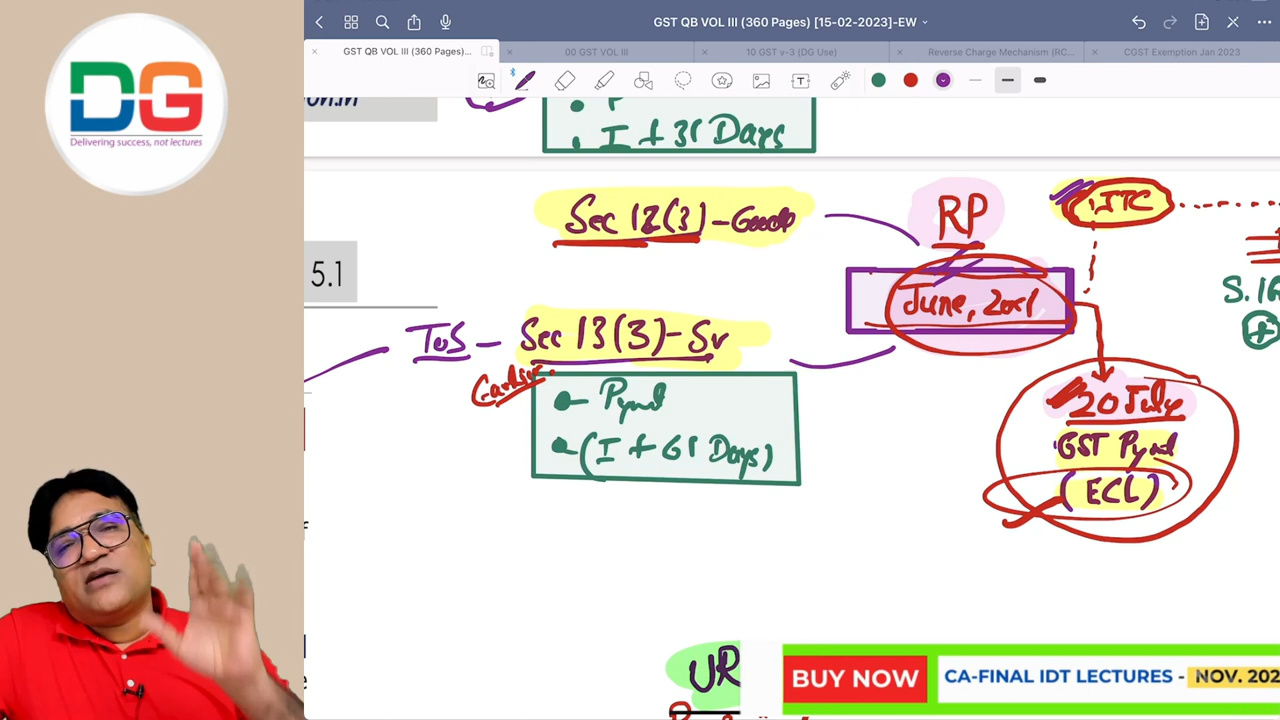 GST QB VOL III (360 Pages) [15-02-2023]-EW
GST QB VOL III (360 Pages)...
00 GST VOL III
10 GST v-3 (DG Use)
Reverse Charge Mechanism (RC...
CGST Exemption Jan 2023
DG
Delivering success, not lectures
I + 31 Days
Sec 12(3) - Goods
RP
ITC
5.1
June, 20x1
ToS - Sec 13(3) - Sv
Earlier
Pymt
(I + 61 Days)
20 July
GST Pymt
(ECL)
UR
BUY NOW
CA-FINAL IDT LECTURES - NOV. 202